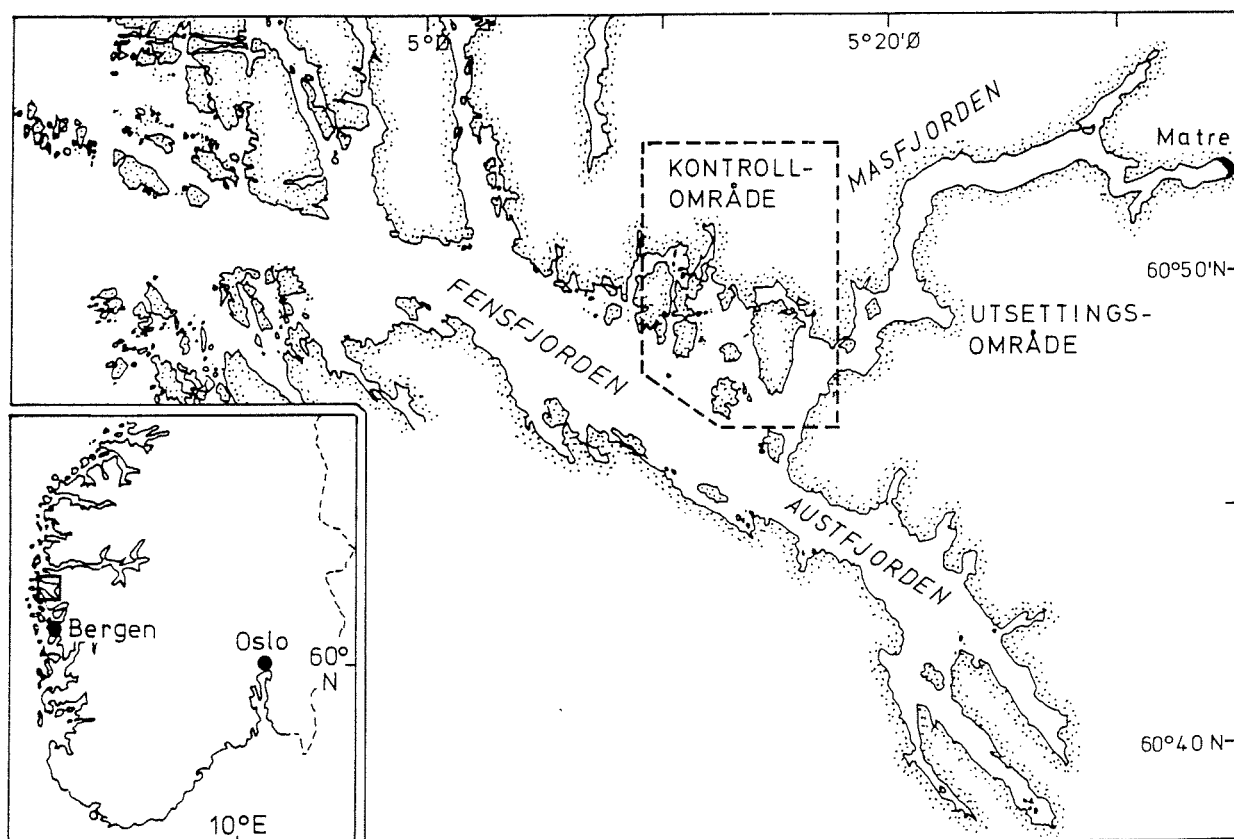 5°Ø
5°20'Ø
MASFJORDEN
Matre
KONTROLL-
OMRÅDE
60°50'N
FENSFJORDEN
UTSETTINGS-
OMRÅDE
AUSTFJORDEN
60°40 N
Bergen
Oslo
60°
N
10°E